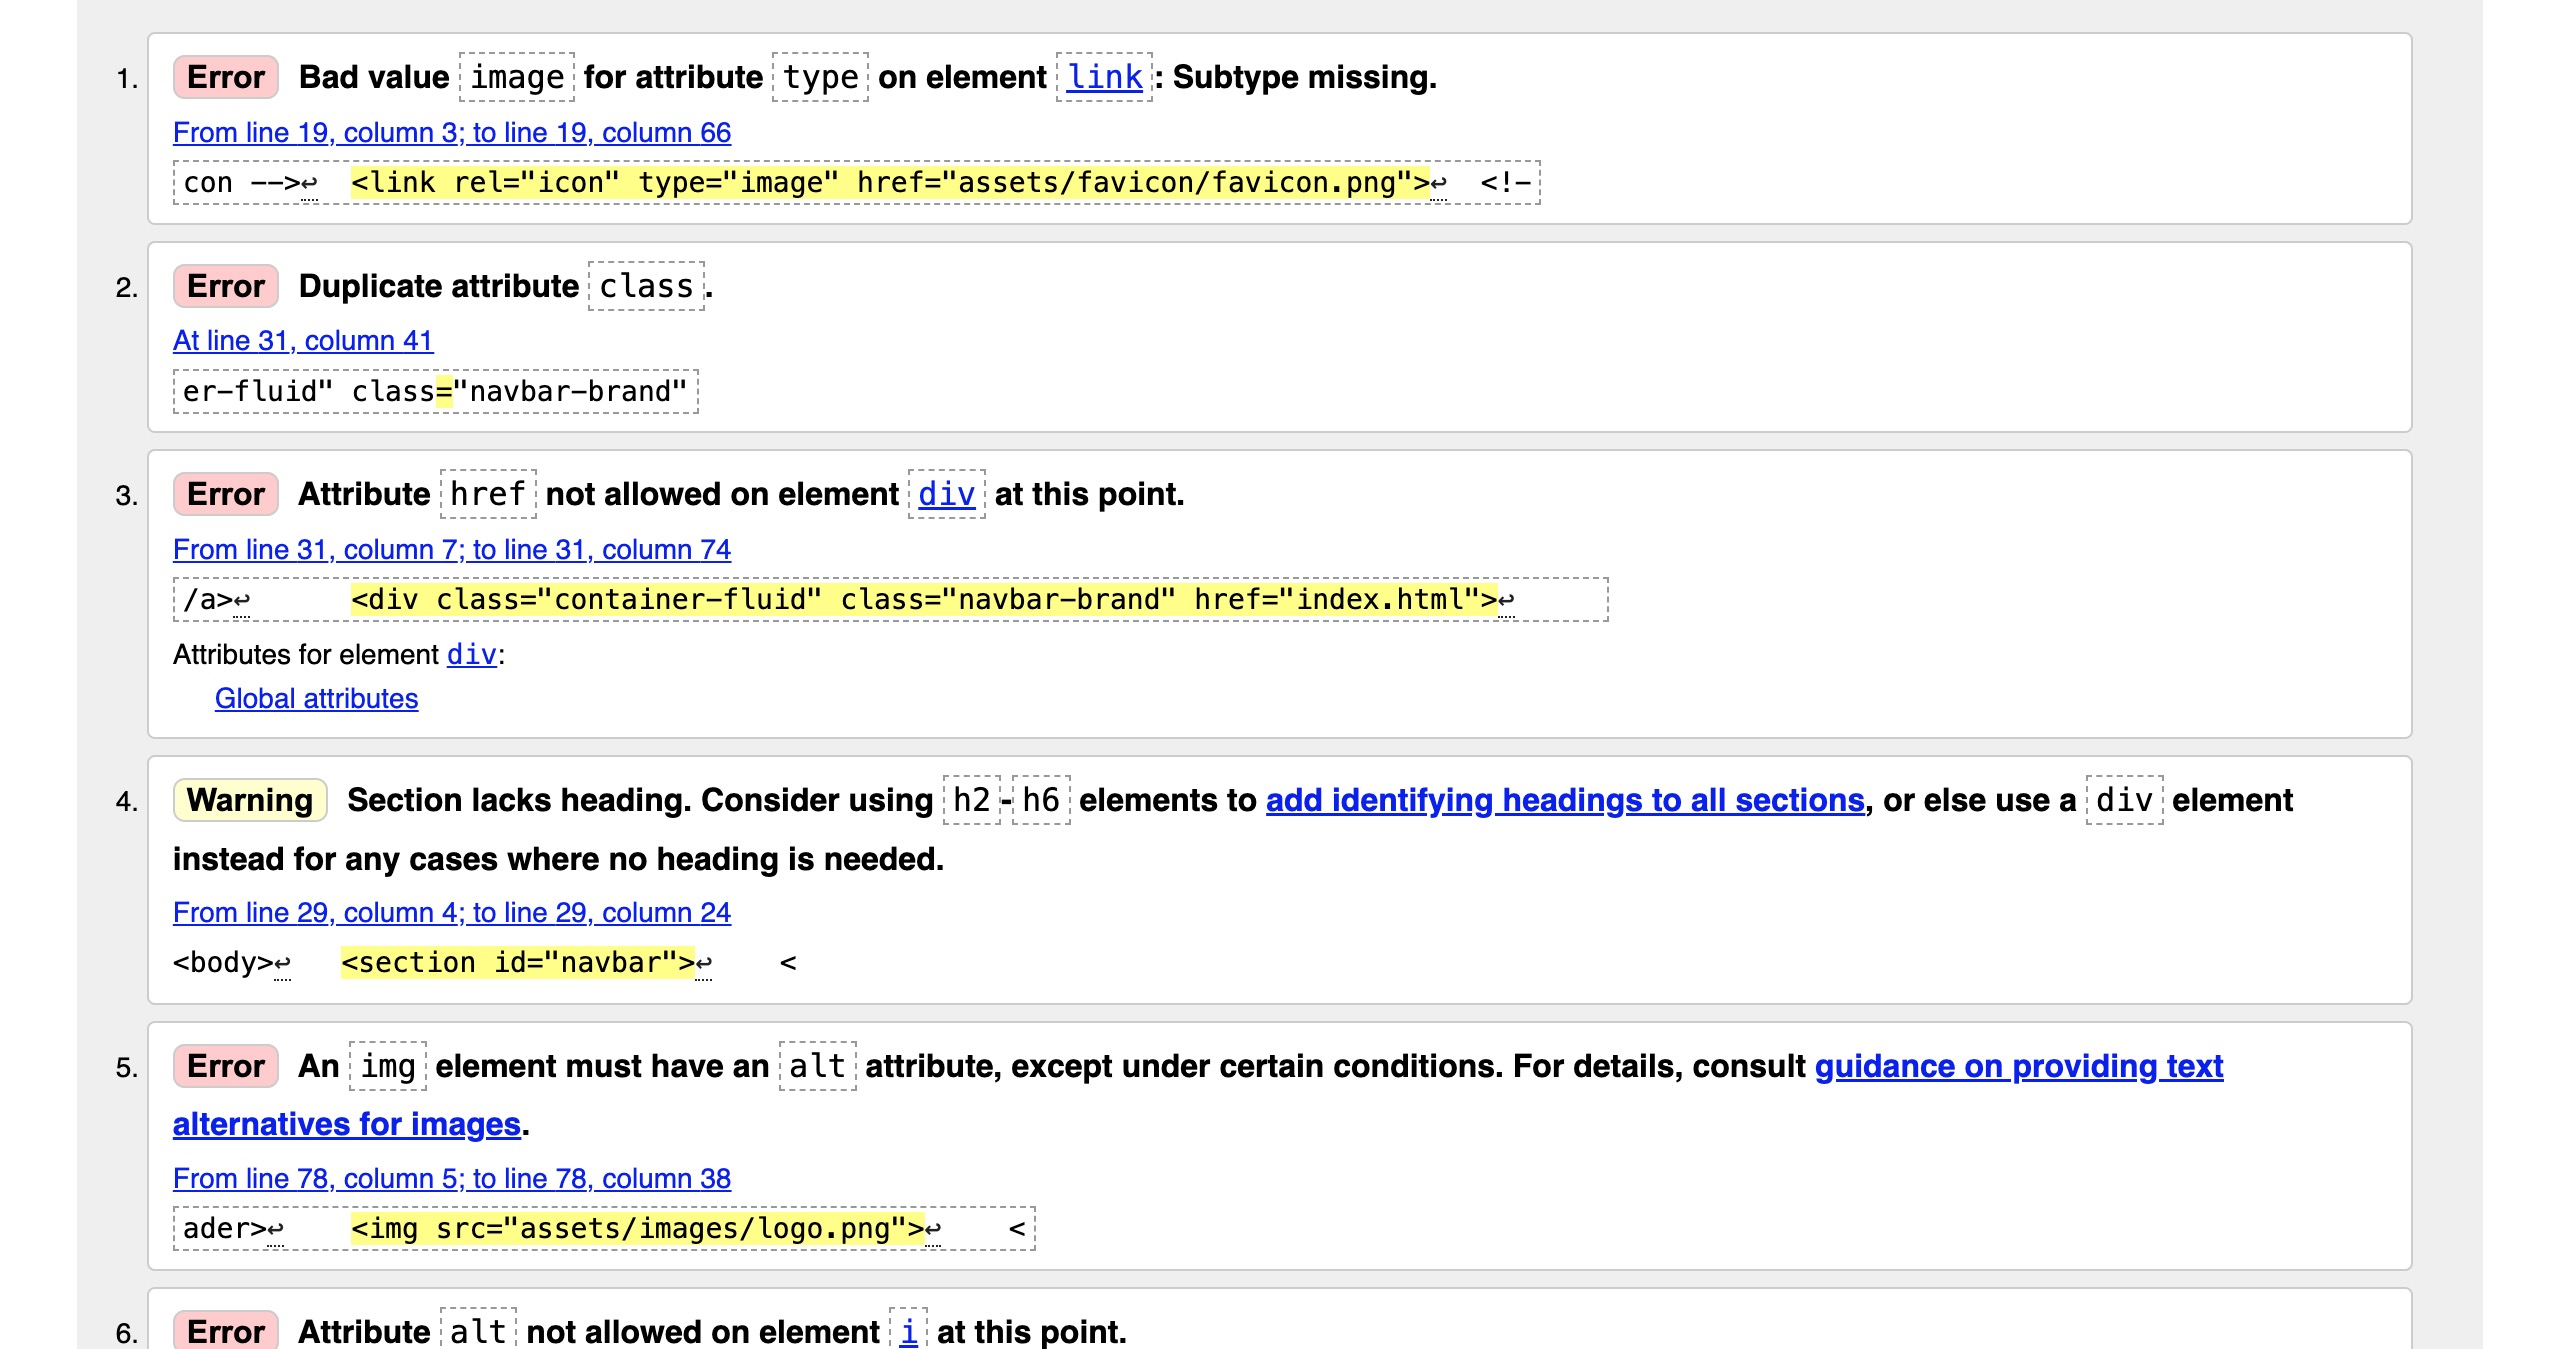 1. Error Bad value image for attribute type on element link: Subtype missing.
From line 19, column 3; to line 19, column 66
con -->↩  <link rel="icon" type="image" href="assets/favicon/favicon.png">↩  <!-
2. Error Duplicate attribute class.
At line 31, column 41
er-fluid" class="navbar-brand"
3. Error Attribute href not allowed on element div at this point.
From line 31, column 7; to line 31, column 74
/a>↩      <div class="container-fluid" class="navbar-brand" href="index.html">↩
Attributes for element div:
Global attributes
4. Warning Section lacks heading. Consider using h2-h6 elements to add identifying headings to all sections, or else use a div element
instead for any cases where no heading is needed.
From line 29, column 4; to line 29, column 24
<body>↩   <section id="navbar">↩    <
5. Error An img element must have an alt attribute, except under certain conditions. For details, consult guidance on providing text
alternatives for images.
From line 78, column 5; to line 78, column 38
ader>↩    <img src="assets/images/logo.png">↩    <
6. Error Attribute alt not allowed on element i at this point.